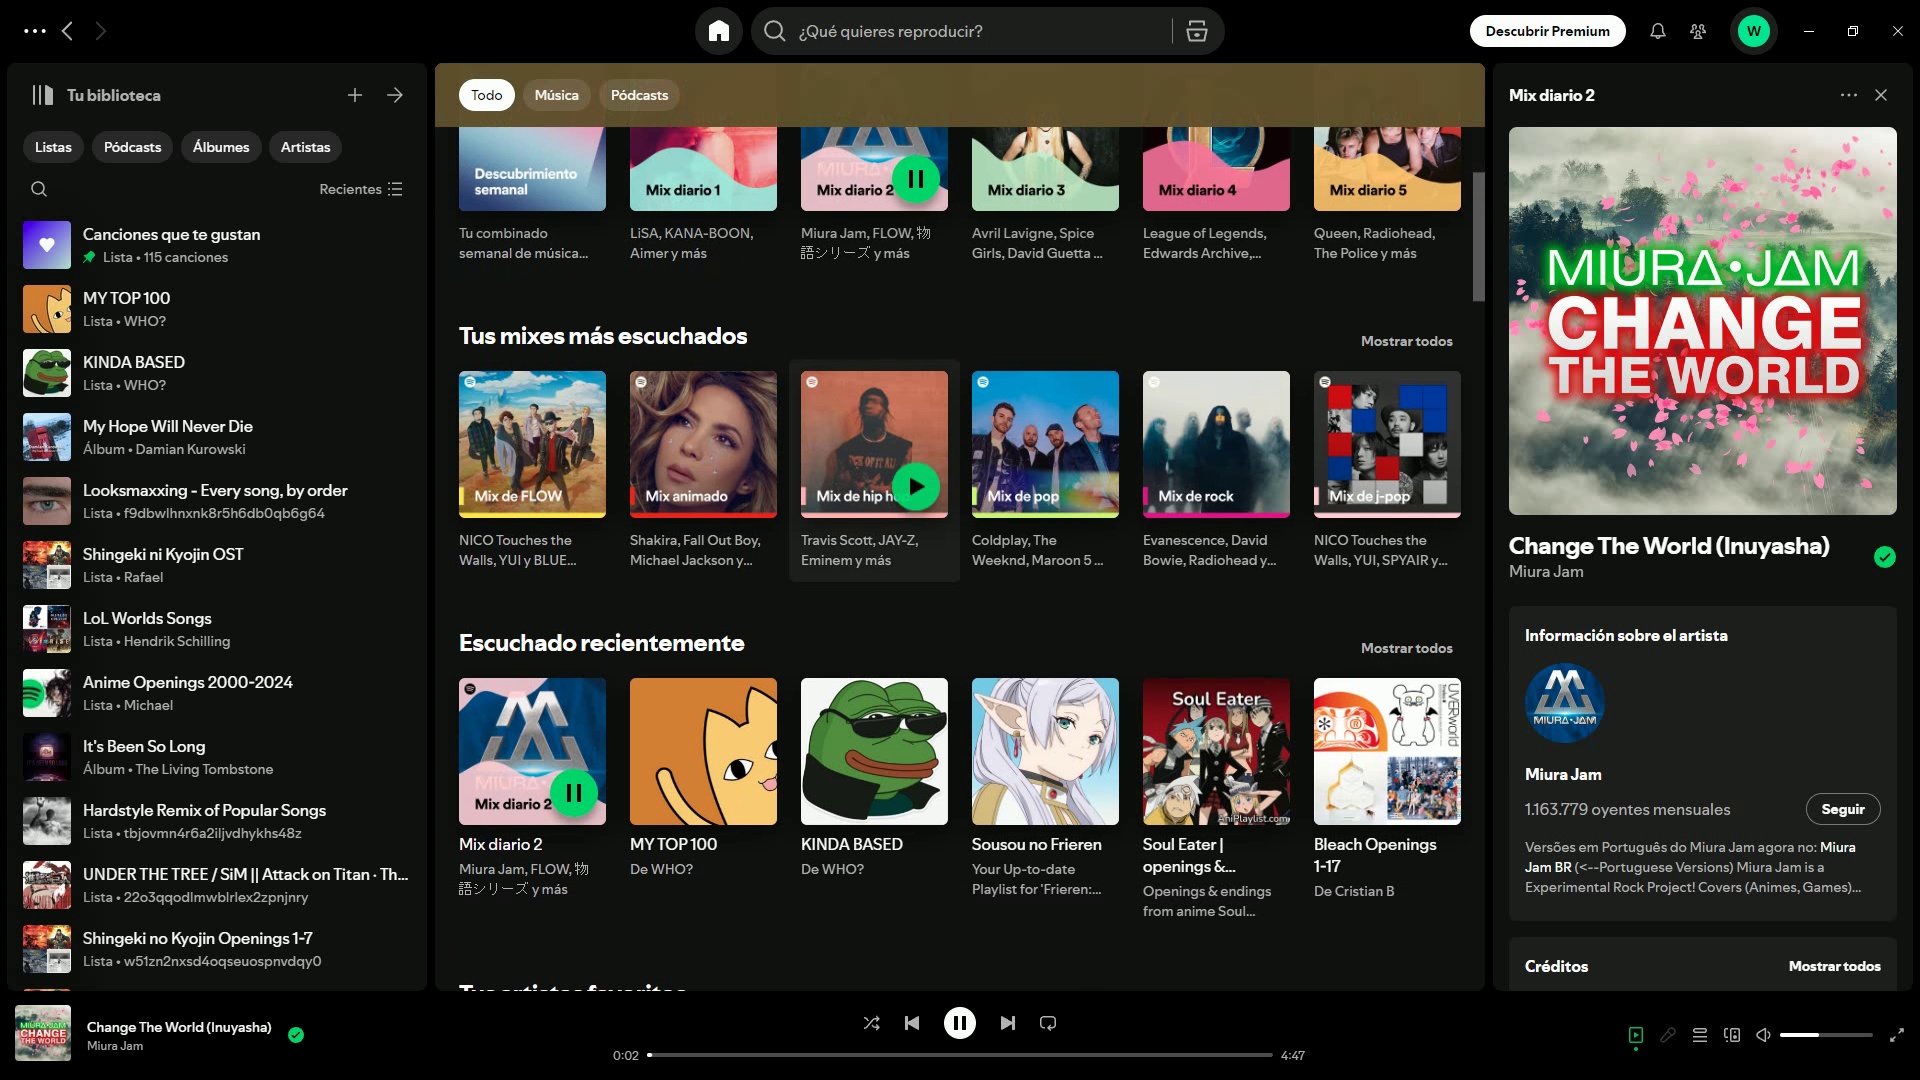 ¿Qué quieres reproducir?
Descubrir Premium
W
Tu biblioteca
Listas
Pódcasts
Álbumes
Artistas
Recientes
Canciones que te gustan
Lista • 115 canciones
MY TOP 100
Lista • WHO?
KINDA BASED
Lista • WHO?
My Hope Will Never Die
Álbum • Damian Kurowski
Looksmaxxing - Every song, by order
Lista • f9dbwlhnxnk8r5h6db0qb6g64
Shingeki ni Kyojin OST
Lista • Rafael
LoL Worlds Songs
Lista • Hendrik Schilling
Anime Openings 2000-2024
Lista • Michael
It's Been So Long
Álbum • The Living Tombstone
Hardstyle Remix of Popular Songs
Lista • tbjovmn4r6a2iljvdhykhs48z
UNDER THE TREE / SiM || Attack on Titan · Th...
Lista • 22o3qqodlmwblrlex2zpnjnry
Shingeki no Kyojin Openings 1-7
Lista • w51zn2nxsd4oqseuospnvdqy0
Todo
Música
Pódcasts
Descubrimiento
semanal
Mix diario 1
MIURA JAM
Mix diario 2
Mix diario 3
Mix diario 4
Mix diario 5
Tu combinado
semanal de música...
LiSA, KANA-BOON,
Aimer y más
Miura Jam, FLOW, 物
語シリーズ y más
Avril Lavigne, Spice
Girls, David Guetta ...
League of Legends,
Edwards Archive,...
Queen, Radiohead,
The Police y más
Tus mixes más escuchados
Mostrar todos
Mix de FLOW
Mix animado
Mix de hip h
Mix de pop
Mix de rock
Mix de j-pop
NICO Touches the
Walls, YUI y BLUE...
Shakira, Fall Out Boy,
Michael Jackson y...
Travis Scott, JAY-Z,
Eminem y más
Coldplay, The
Weeknd, Maroon 5 ...
Evanescence, David
Bowie, Radiohead y...
NICO Touches the
Walls, YUI, SPYAIR y...
Escuchado recientemente
Mostrar todos
MIURA
Mix diario 2
Soul Eater
AniPlaylist.com
UVERworld
Mix diario 2
Miura Jam, FLOW, 物
語シリーズ y más
MY TOP 100
De WHO?
KINDA BASED
De WHO?
Sousou no Frieren
Your Up-to-date
Playlist for 'Frieren:...
Soul Eater |
openings &...
Openings & endings
from anime Soul...
Bleach Openings
1-17
De Cristian B
Tus artistas favoritos
Mix diario 2
MIURA•JAM
CHANGE
THE WORLD
Change The World (Inuyasha)
Miura Jam
Información sobre el artista
MIURA•JAM
Miura Jam
1.163.779 oyentes mensuales
Seguir
Versões em Português do Miura Jam agora no: Miura
Jam BR (<--Portuguese Versions) Miura Jam is a
Experimental Rock Project! Covers (Animes, Games)...
Créditos
Mostrar todos
MIURA•JAM
CHANGE
THE WORLD
Change The World (Inuyasha)
Miura Jam
0:02
4:47